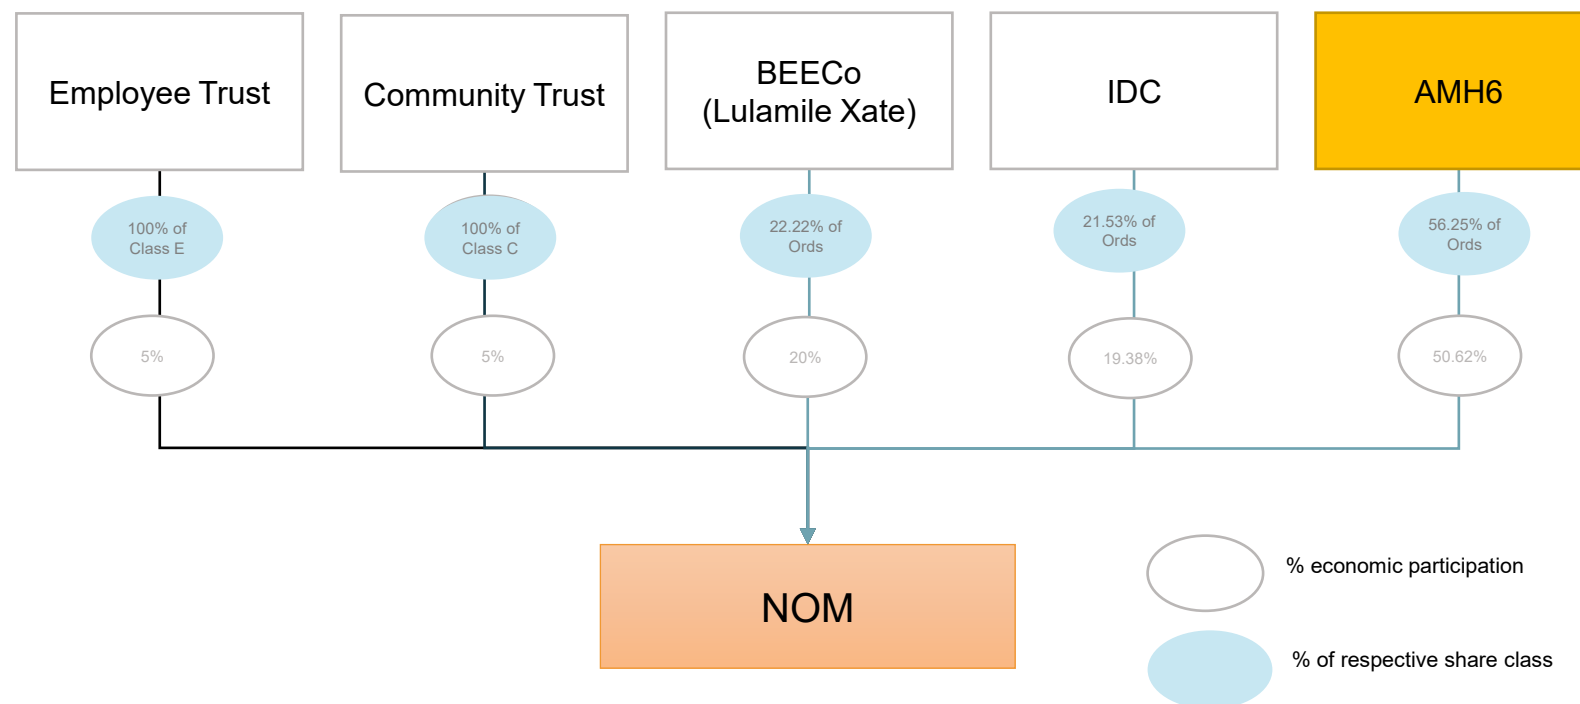 Employee Trust
Community Trust
BEECo
(Lulamile Xate)
IDC
AMH6
100% of
Class E
100% of
Class C
22.22% of
Ords
21.53% of
Ords
56.25% of
Ords
5%
5%
20%
19.38%
50.62%
NOM
% economic participation
% of respective share class